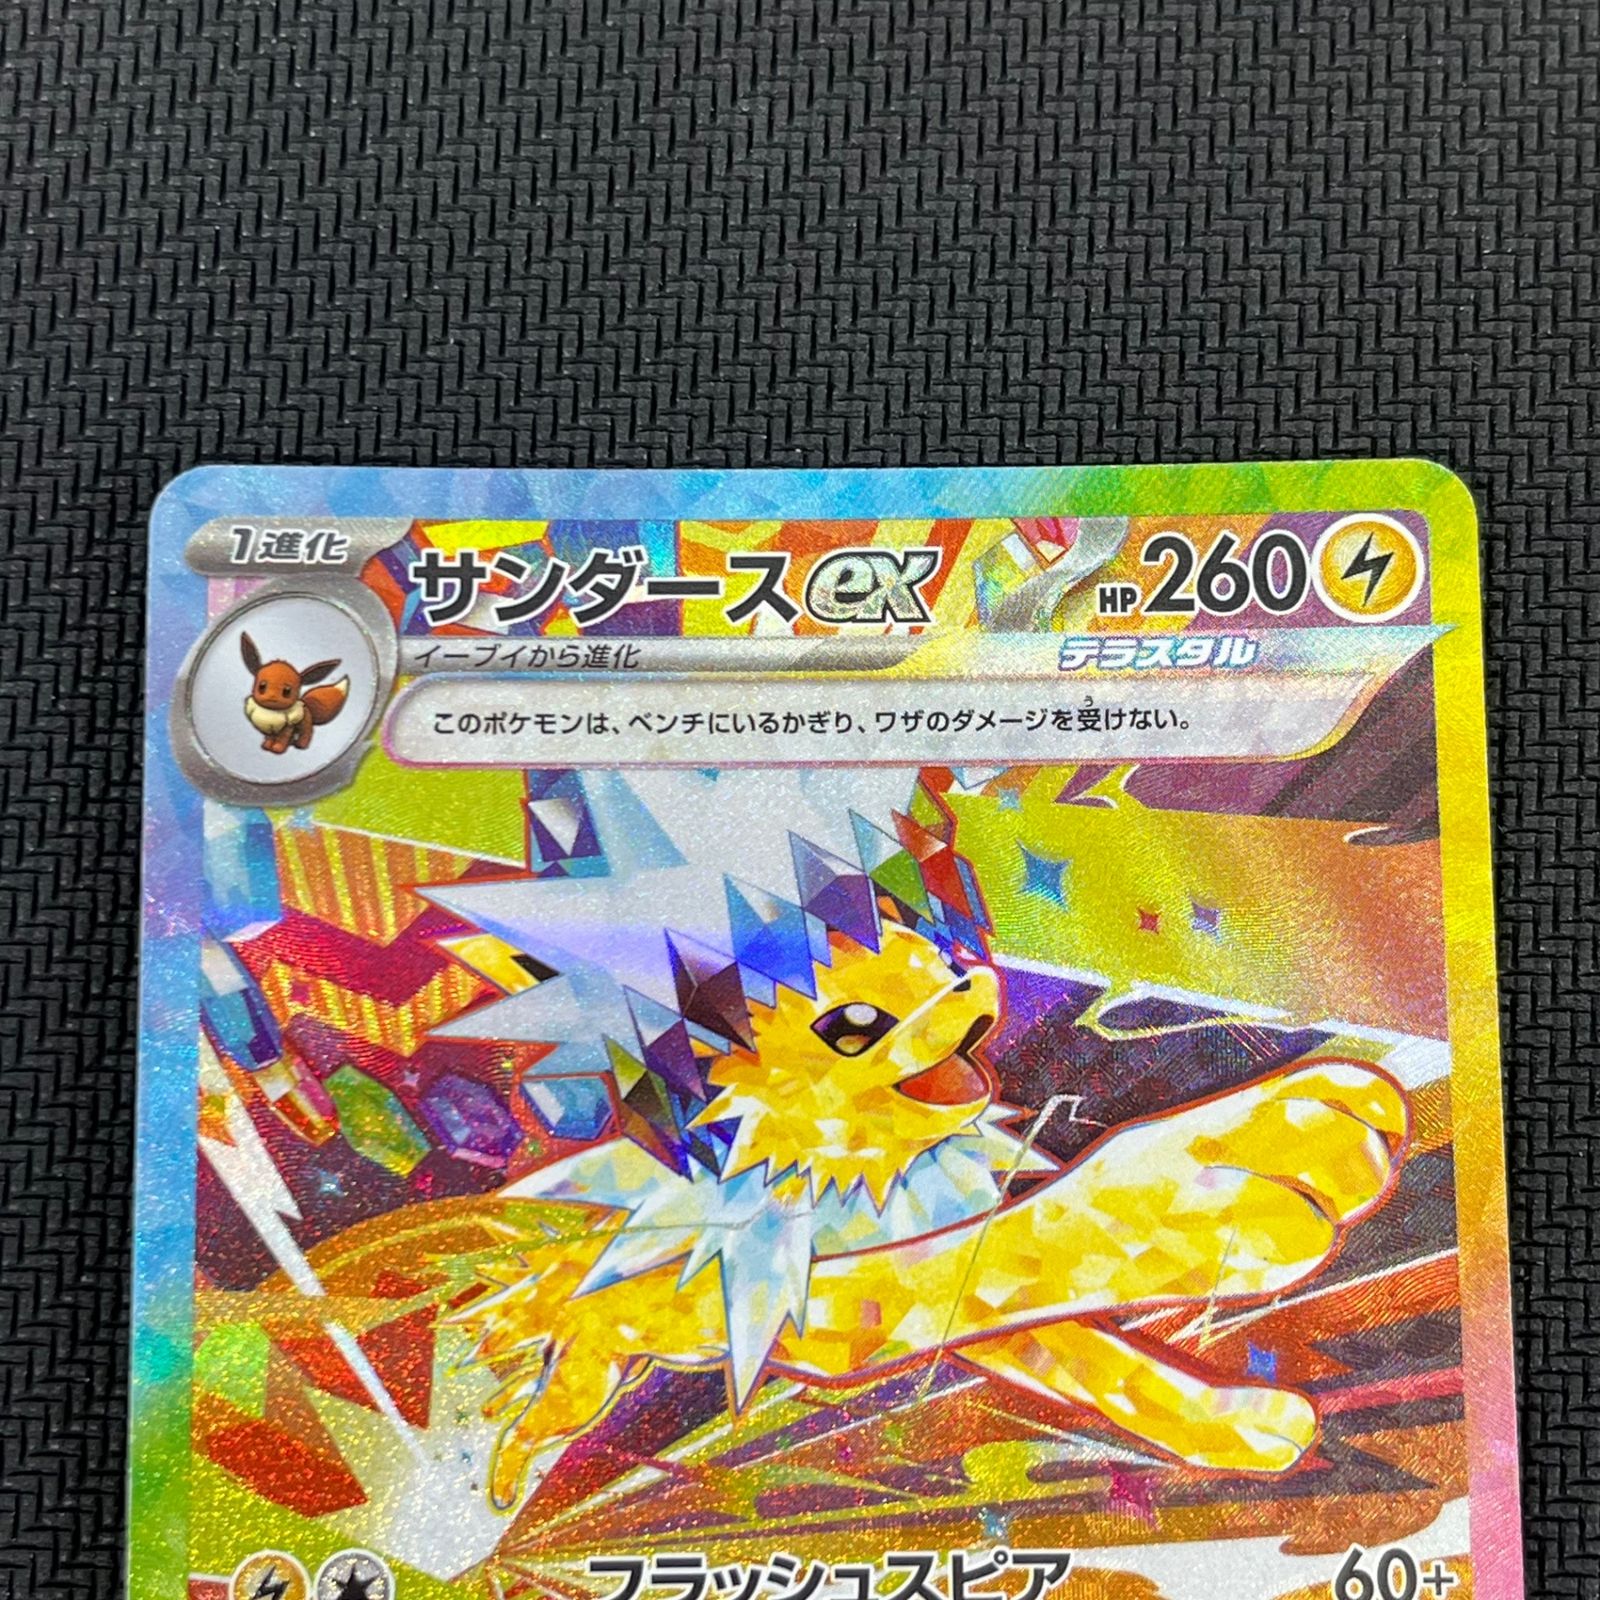 1進化
サンダースex
HP260
イーブイから進化
テラスタル
このポケモンは、ベンチにいるかぎり、ワザのダメージを受けない。
フラッシュスピア 60+